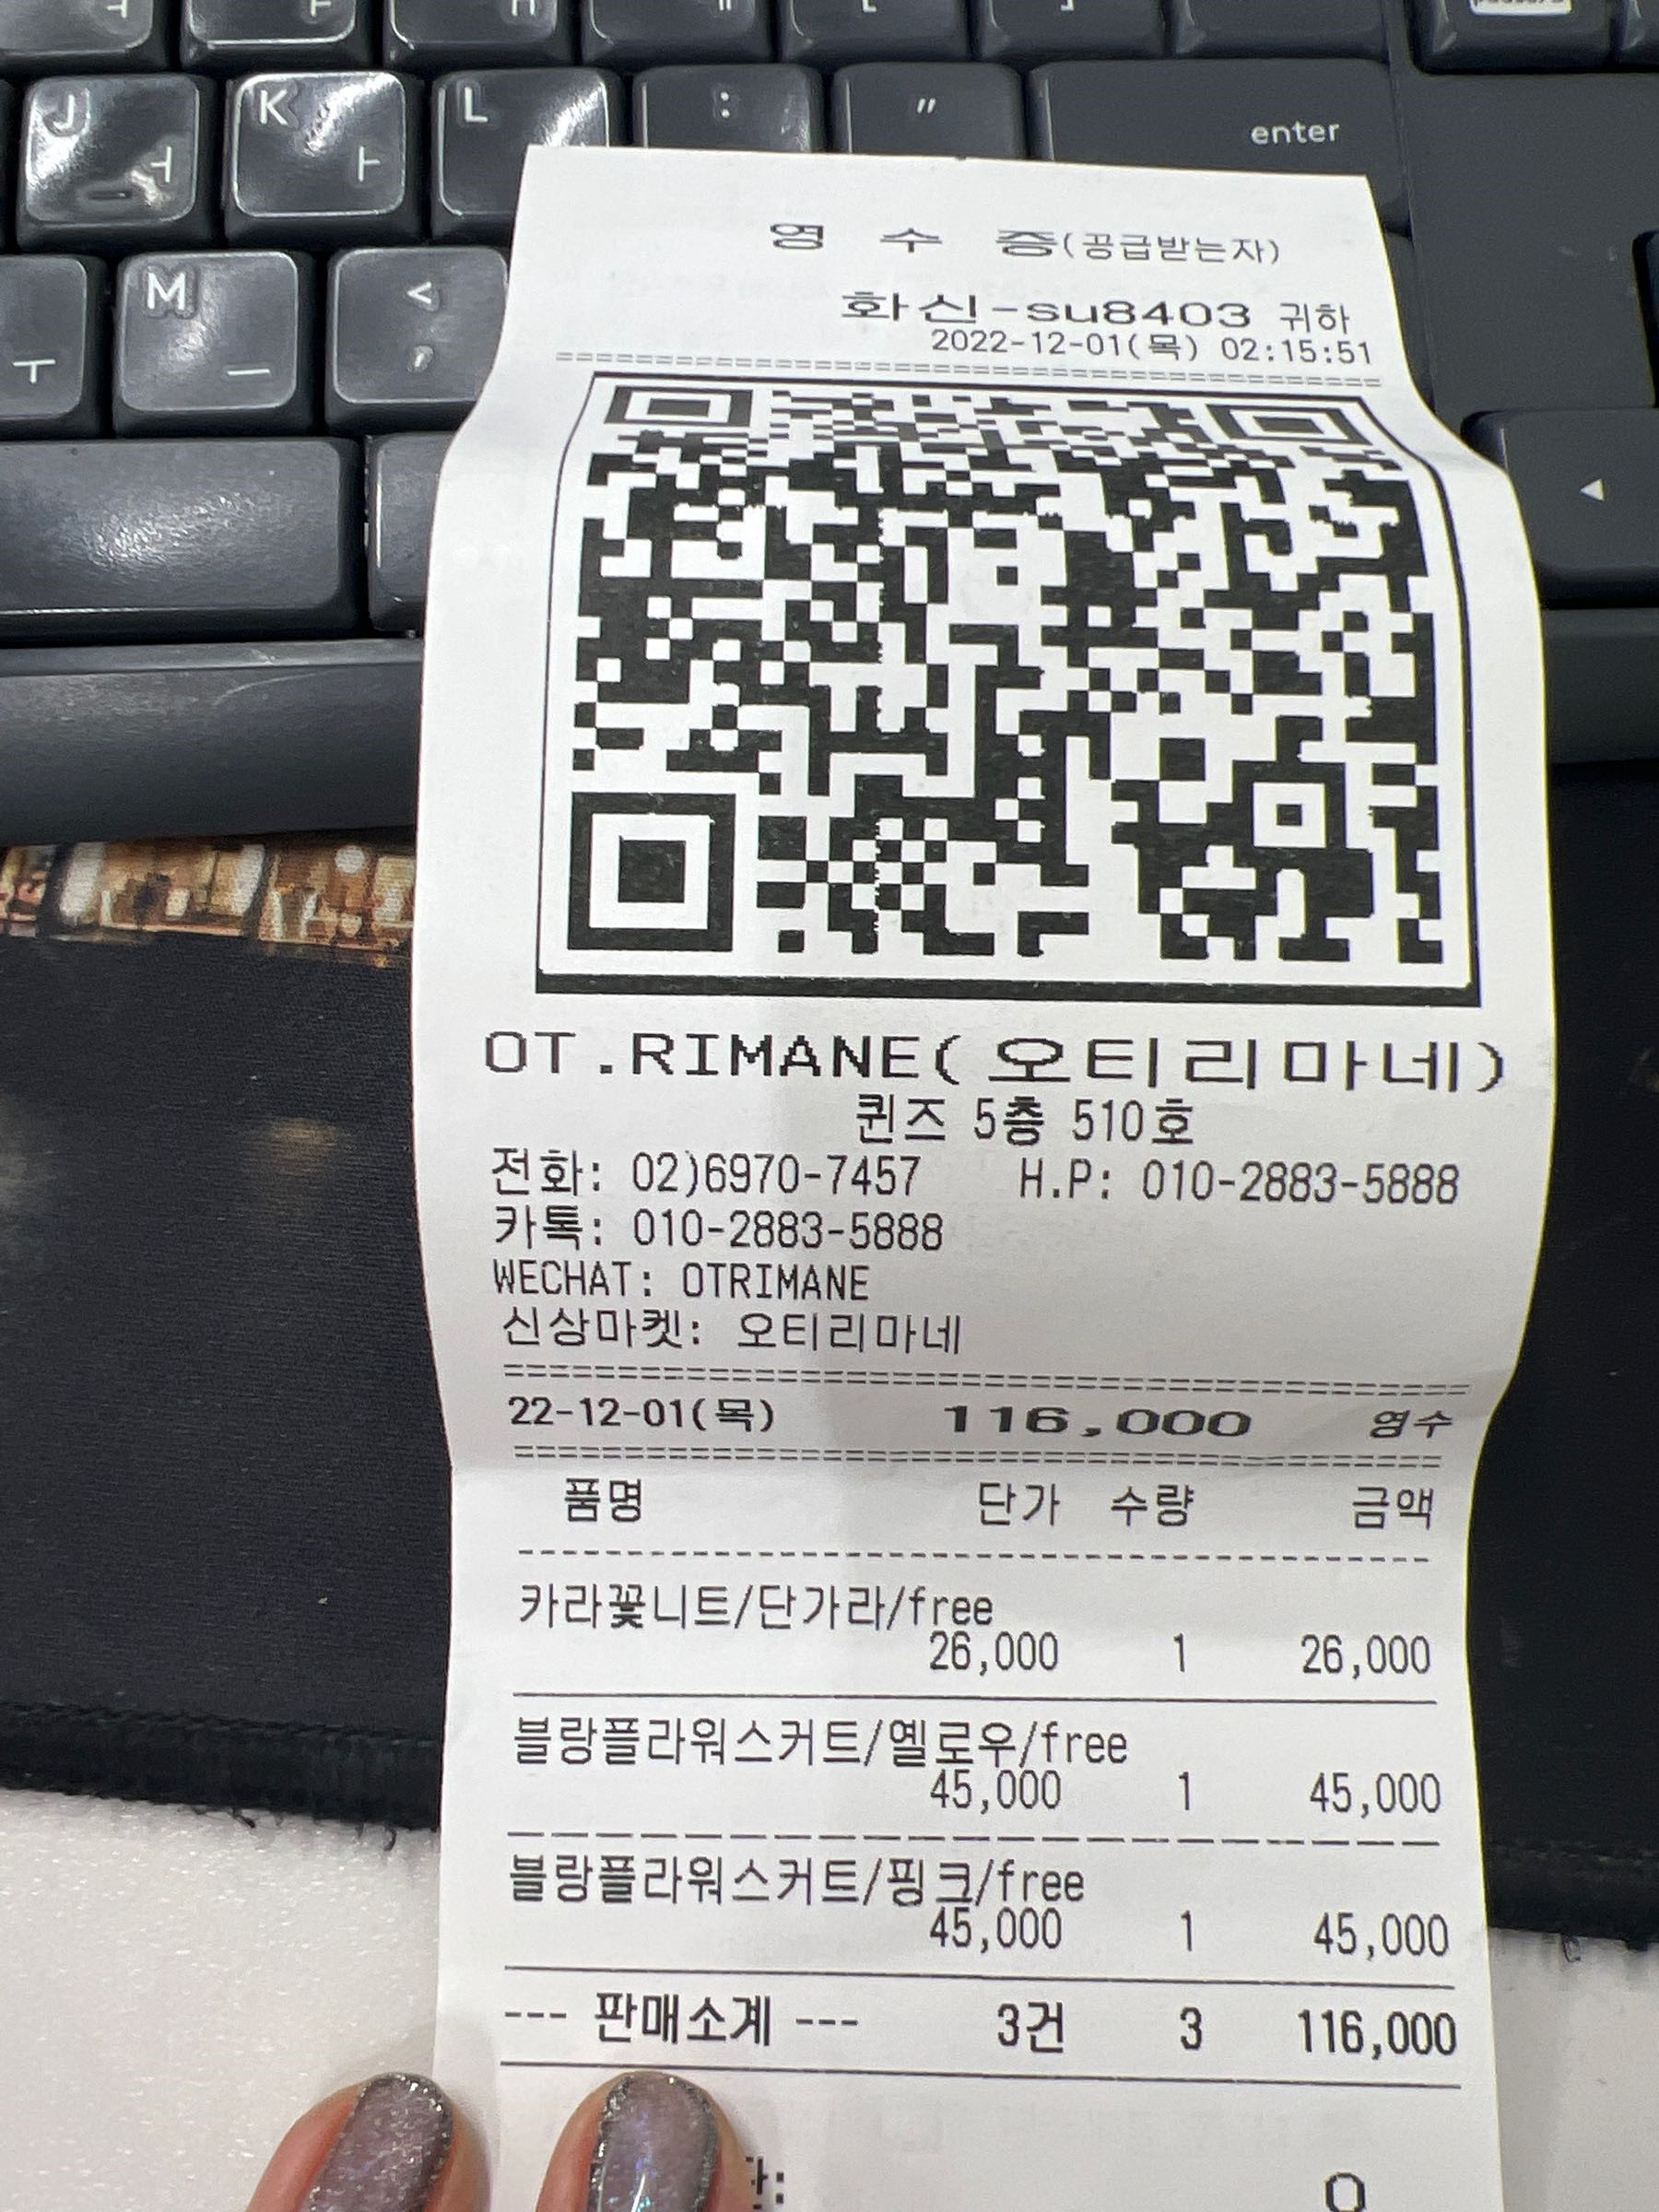 J ㅓ
K ㅏ
L
: "
enter
ㅜ
M ㅡ
< ,
영 수 증(공급받는자)
화신-su8403 귀하
2022-12-01(목) 02:15:51
OT.RIMANE(오티리마네)
퀸즈 5층 510호
전화: 02)6970-7457 H.P: 010-2883-5888
카톡: 010-2883-5888
WECHAT: OTRIMANE
신상마켓: 오티리마네
22-12-01(목) 116,000 영수
품명 단가 수량 금액
카라꽃니트/단가라/free
26,000 1 26,000
블랑플라워스커트/옐로우/free
45,000 1 45,000
블랑플라워스커트/핑크/free
45,000 1 45,000
--- 판매소계 --- 3건 3 116,000
0